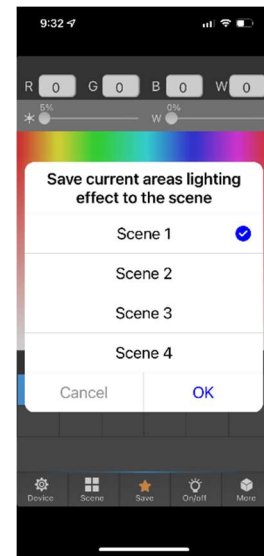 9:32
R 0 G 0 B 0 W 0
5% W 0%
Save current areas lighting
effect to the scene
Scene 1
Scene 2
Scene 3
Scene 4
Cancel OK
Device Scene Save On/off More